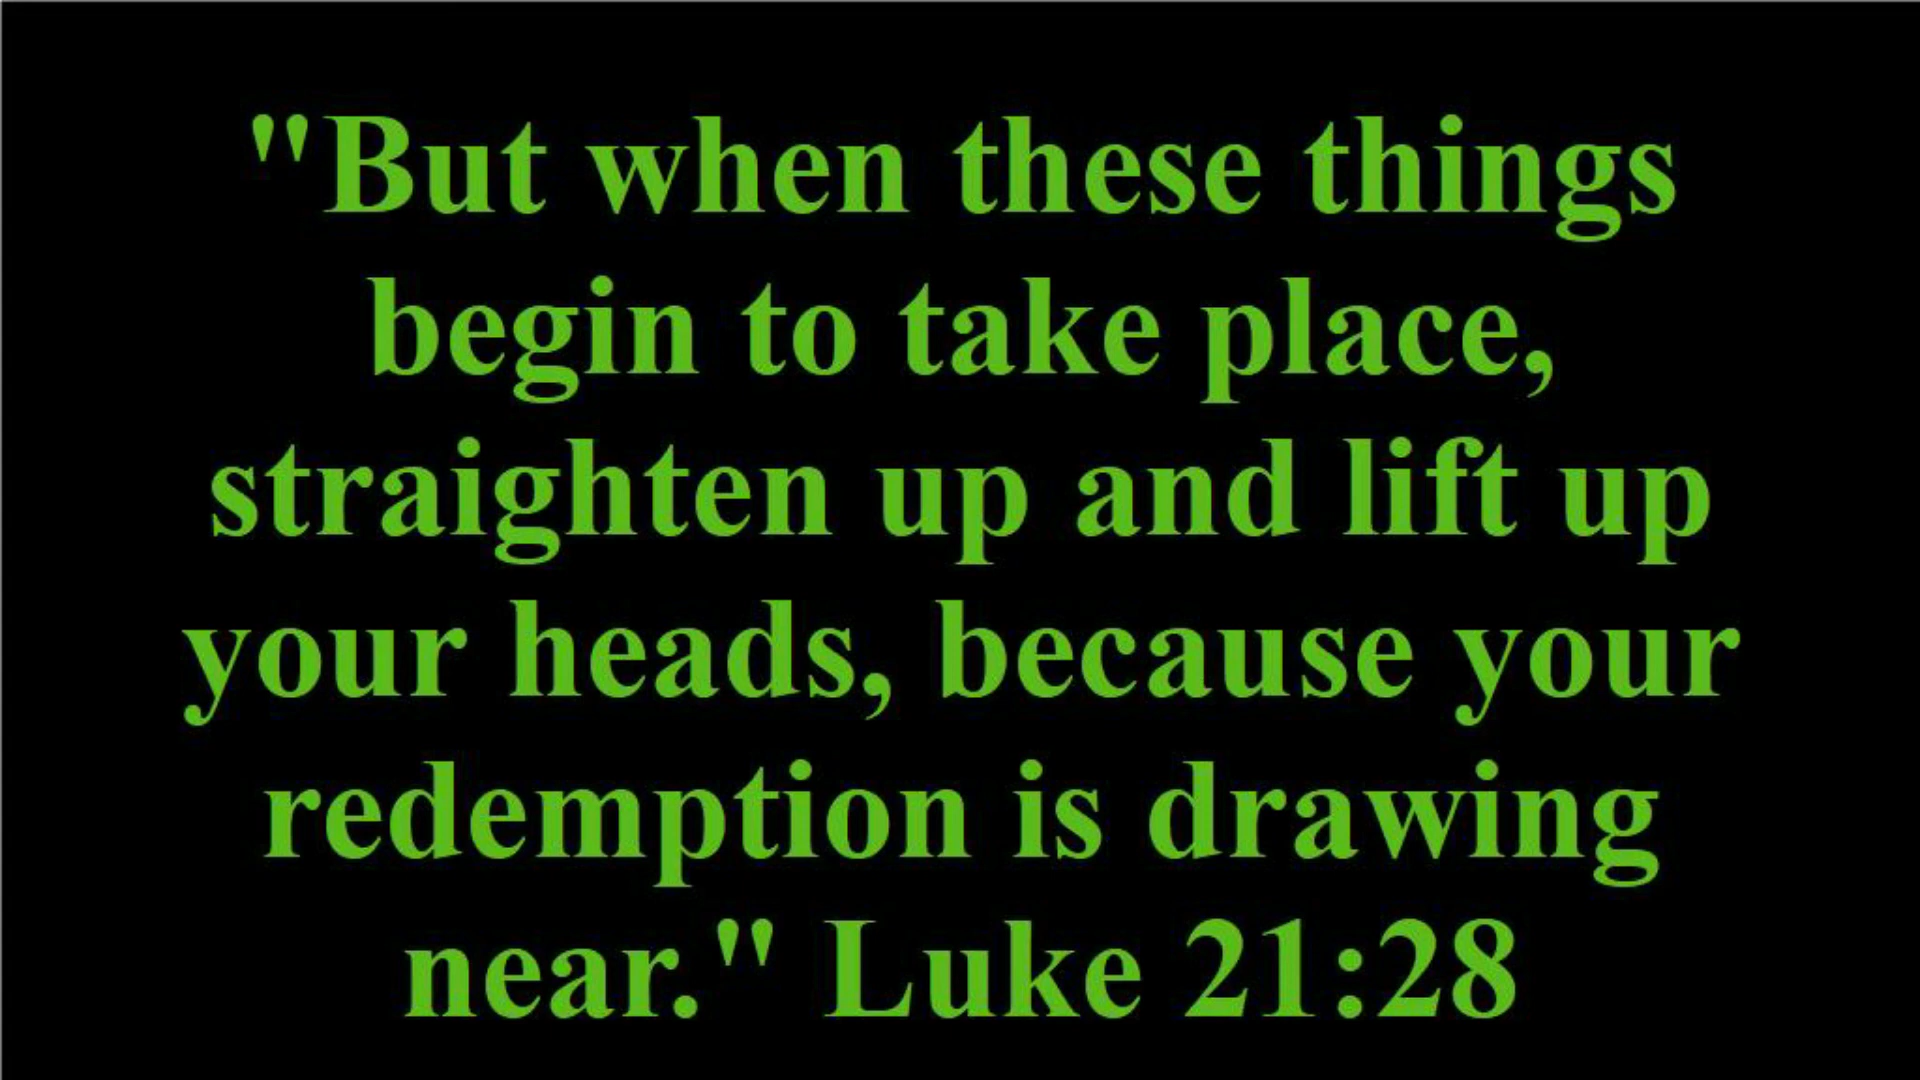 "But when these things
begin to take place,
straighten up and lift up
your heads, because your
redemption is drawing
near." Luke 21:28